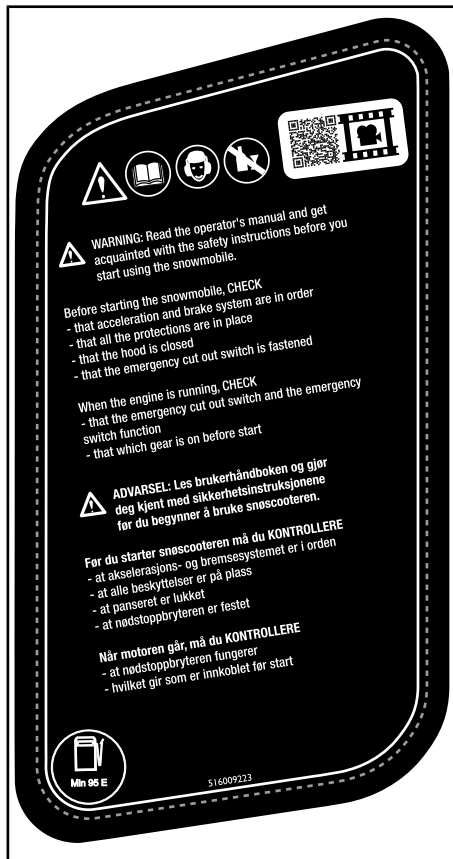 WARNING: Read the operator's manual and get
acquainted with the safety instructions before you
start using the snowmobile.
Before starting the snowmobile, CHECK
- that acceleration and brake system are in order
- that all the protections are in place
- that the hood is closed
- that the emergency cut out switch is fastened
When the engine is running, CHECK
- that the emergency cut out switch and the emergency
switch function
- that which gear is on before start
ADVARSEL: Les brukerhåndboken og gjør
deg kjent med sikkerhetsinstruksjonene
før du begynner å bruke snøscooteren.
Før du starter snøscooteren må du KONTROLLERE
- at akselerasjons- og bremsesystemet er i orden
- at alle beskyttelser er på plass
- at panseret er lukket
- at nødstoppbryteren er festet
Når motoren går, må du KONTROLLERE
- at nødstoppbryteren fungerer
- hvilket gir som er innkoblet før start
Min 95 E
516009223